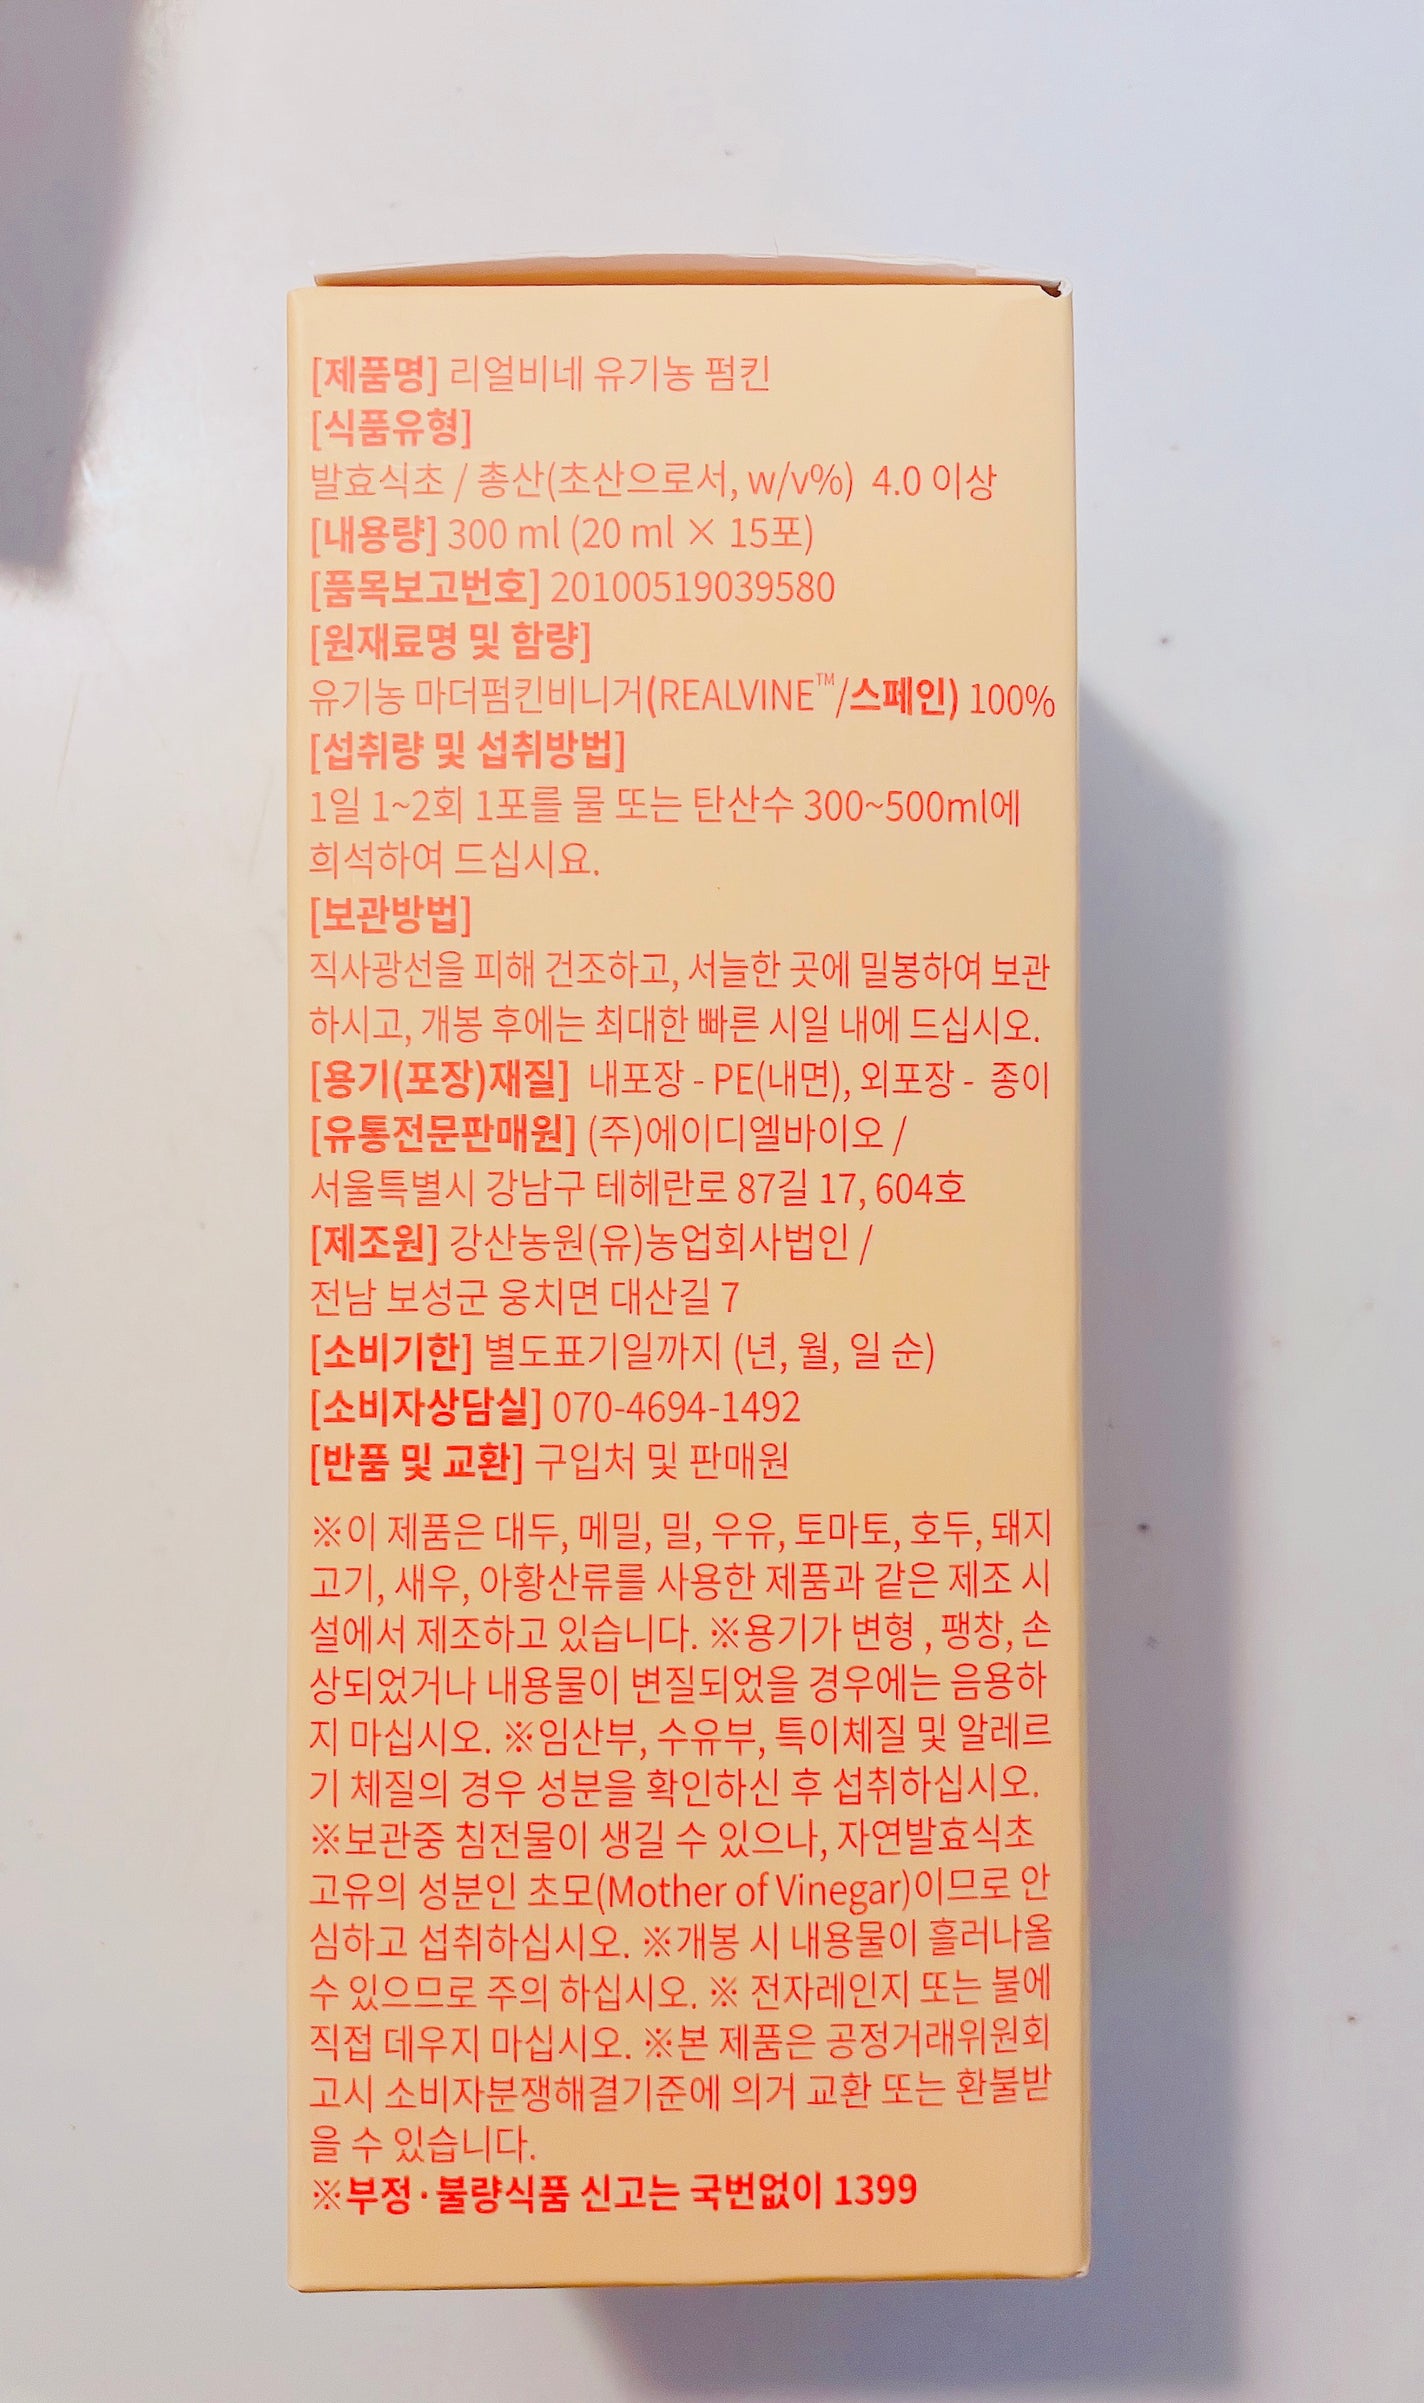 [제품명] 리얼비네 유기농 펌킨
[식품유형]
발효식초 / 총산(초산으로서, w/v%) 4.0 이상
[내용량] 300 ml (20 ml × 15포)
[품목보고번호] 20100519039580
[원재료명 및 함량]
유기농 마더펌킨비니거(REALVINE™/스페인) 100%
[섭취량 및 섭취방법]
1일 1~2회 1포를 물 또는 탄산수 300~500ml에
희석하여 드십시요.
[보관방법]
직사광선을 피해 건조하고, 서늘한 곳에 밀봉하여 보관
하시고, 개봉 후에는 최대한 빠른 시일 내에 드십시오.
[용기(포장)재질] 내포장 - PE(내면), 외포장 - 종이
[유통전문판매원] (주)에이디엘바이오 /
서울특별시 강남구 테헤란로 87길 17, 604호
[제조원] 강산농원(유)농업회사법인 /
전남 보성군 웅치면 대산길 7
[소비기한] 별도표기일까지 (년, 월, 일 순)
[소비자상담실] 070-4694-1492
[반품 및 교환] 구입처 및 판매원
※이 제품은 대두, 메밀, 밀, 우유, 토마토, 호두, 돼지
고기, 새우, 아황산류를 사용한 제품과 같은 제조 시
설에서 제조하고 있습니다. ※용기가 변형 , 팽창, 손
상되었거나 내용물이 변질되었을 경우에는 음용하
지 마십시오. ※임산부, 수유부, 특이체질 및 알레르
기 체질의 경우 성분을 확인하신 후 섭취하십시오.
※보관중 침전물이 생길 수 있으나, 자연발효식초
고유의 성분인 초모(Mother of Vinegar)이므로 안
심하고 섭취하십시오. ※개봉 시 내용물이 흘러나올
수 있으므로 주의 하십시오. ※ 전자레인지 또는 불에
직접 데우지 마십시오. ※본 제품은 공정거래위원회
고시 소비자분쟁해결기준에 의거 교환 또는 환불받
을 수 있습니다.
※부정·불량식품 신고는 국번없이 1399